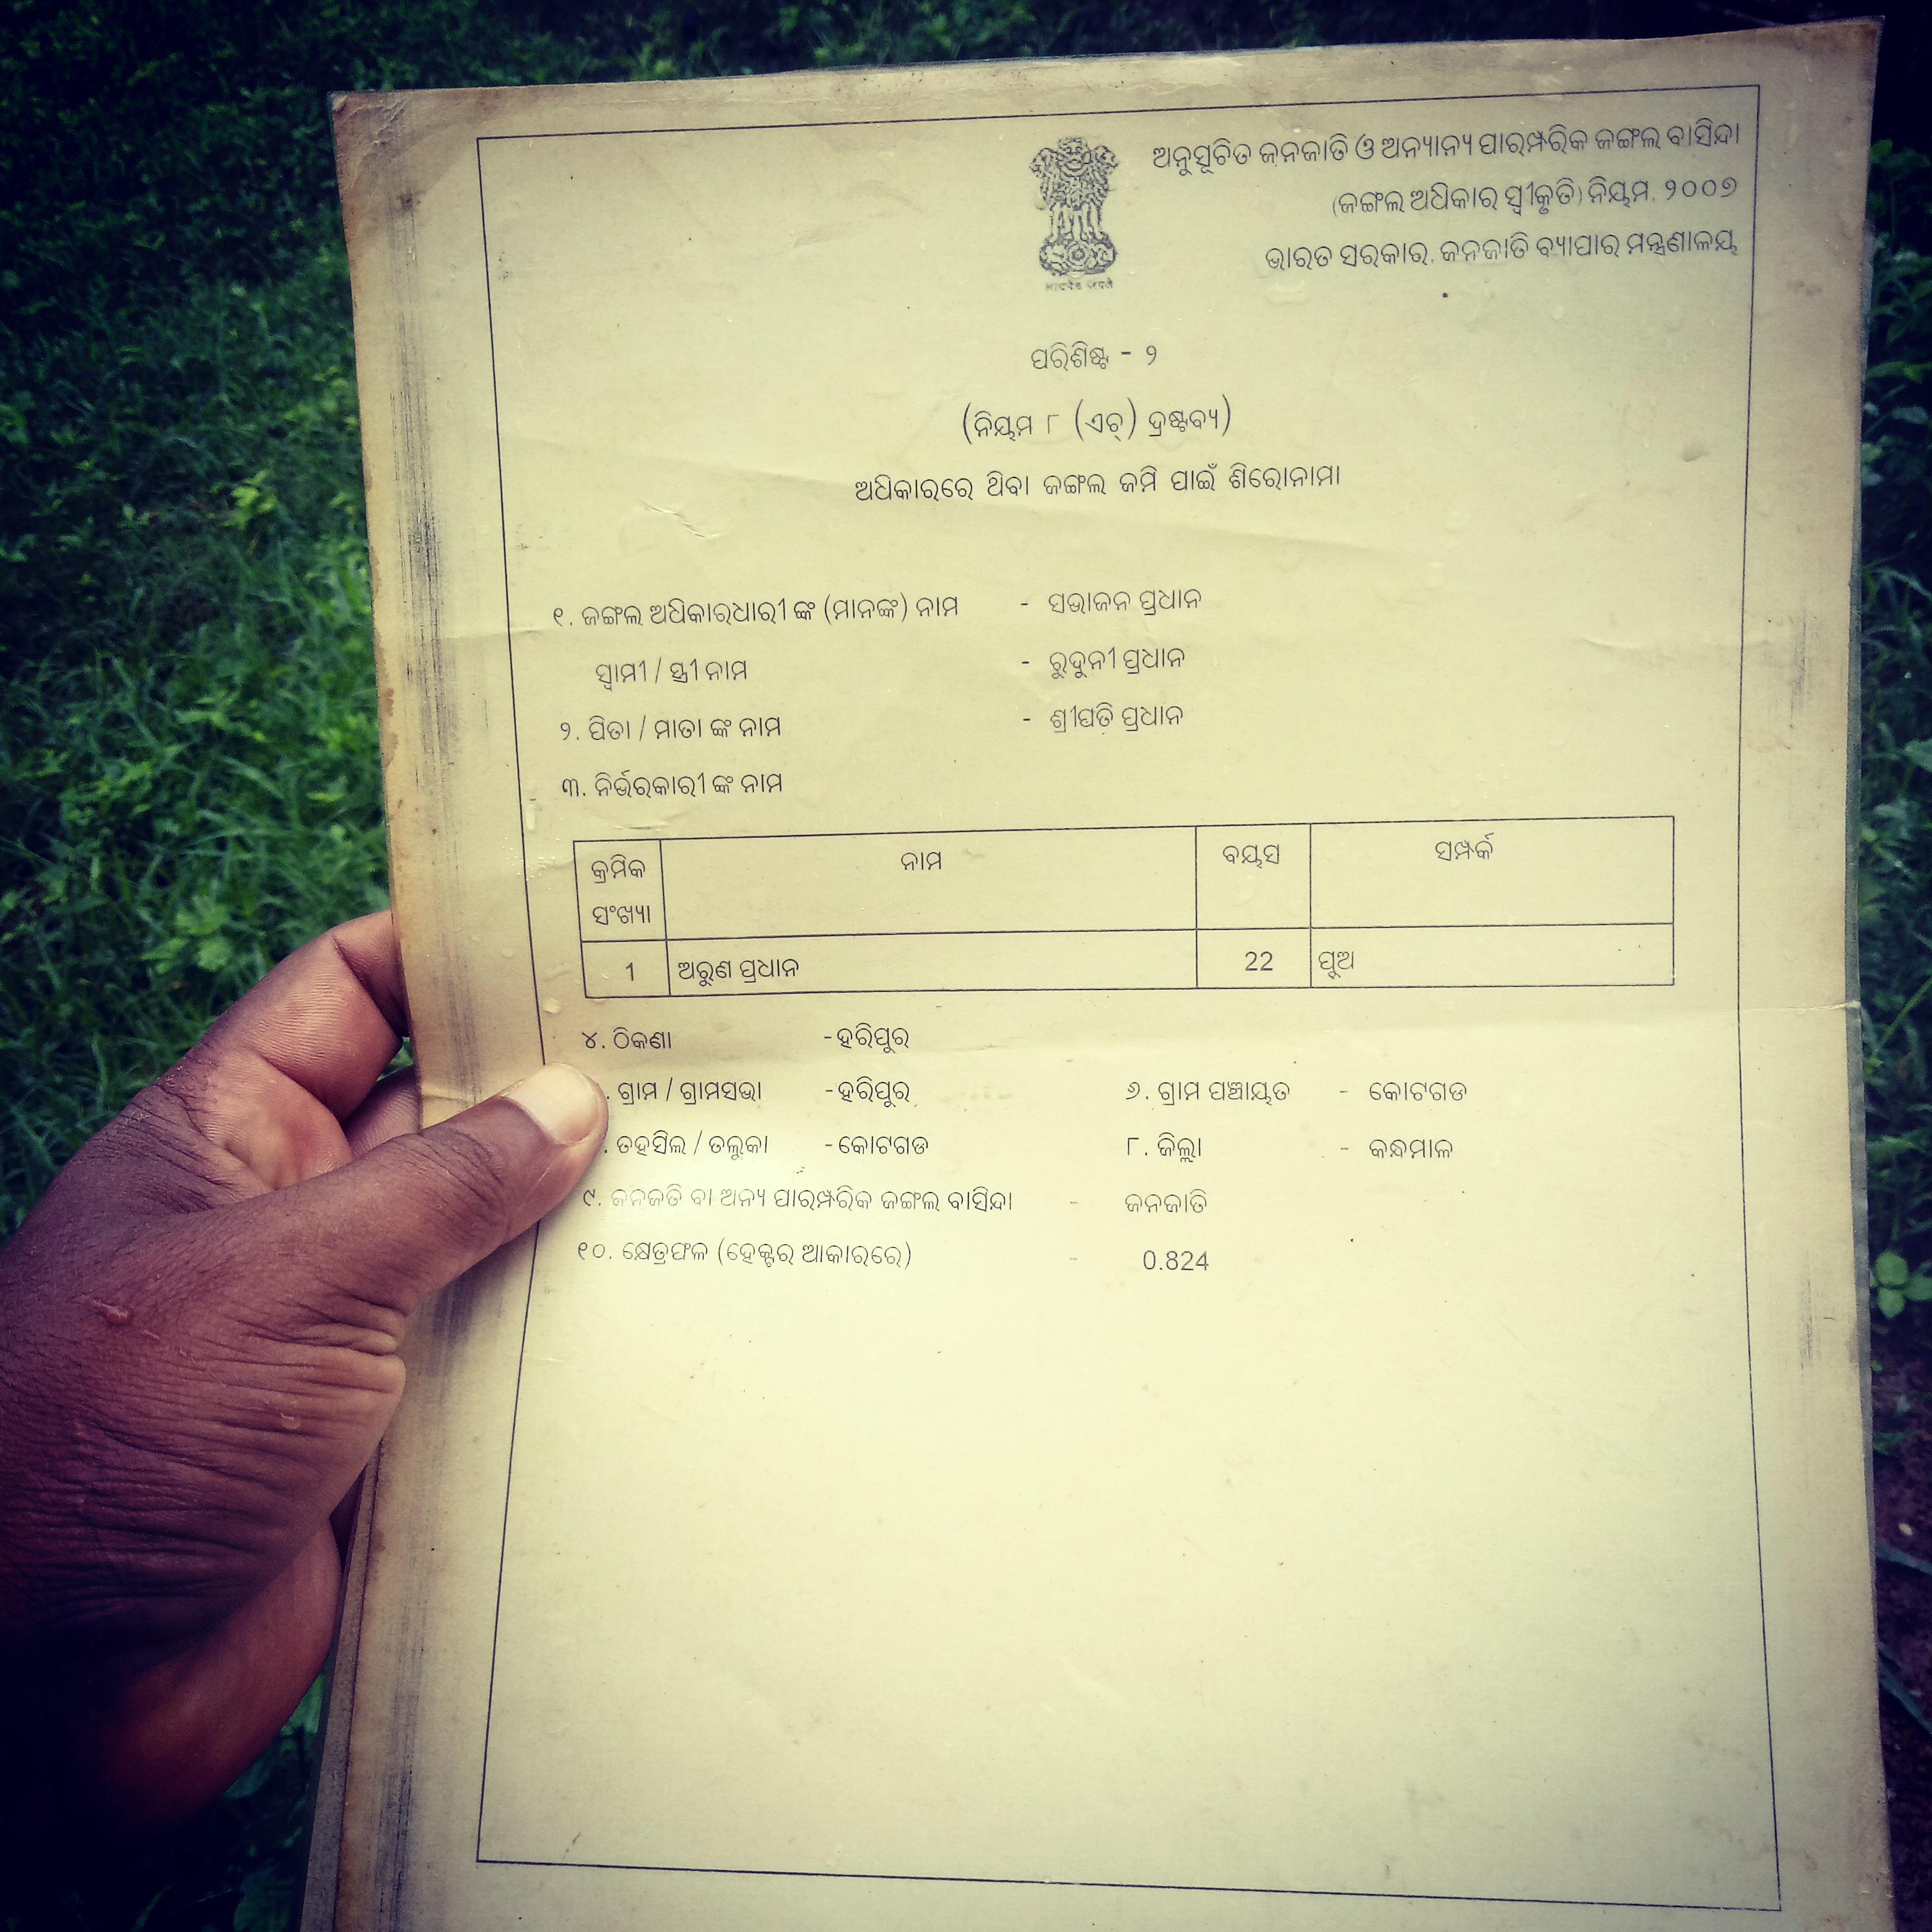 ଅନୁସୂଚିତ ଜନଜାତି ଓ ଅନ୍ୟାନ୍ୟ ପାରମ୍ପରିକ ଜଙ୍ଗଲ ବାସିନ୍ଦା
(ଜଙ୍ଗଲ ଅଧିକାର ସ୍ୱୀକୃତି) ନିୟମ, ୨୦୦୭
ଭାରତ ସରକାର, ଜନଜାତି ବ୍ୟାପାର ମନ୍ତ୍ରଣାଳୟ
ପରିଶିଷ୍ଟ - ୨
(ନିୟମ ୮ (ଏଚ୍) ଦ୍ରଷ୍ଟବ୍ୟ)
ଅଧିକାରରେ ଥିବା ଜଙ୍ଗଲ ଜମି ପାଇଁ ଶିରୋନାମା
୧. ଜଙ୍ଗଲ ଅଧିକାରଧାରୀ ଙ୍କ (ମାନଙ୍କ) ନାମ - ସଭାଜନ ପ୍ରଧାନ
ସ୍ୱାମୀ / ସ୍ତ୍ରୀ ନାମ - ରୁଦୁନୀ ପ୍ରଧାନ
୨. ପିତା / ମାତା ଙ୍କ ନାମ - ଶ୍ରୀପତି ପ୍ରଧାନ
୩. ନିର୍ଭରକାରୀ ଙ୍କ ନାମ
କ୍ରମିକ ସଂଖ୍ୟା ନାମ ବୟସ ସମ୍ପର୍କ
1 ଅରୁଣ ପ୍ରଧାନ 22 ପୁଅ
୪. ଠିକଣା - ହରିପୁର
. ଗ୍ରାମ / ଗ୍ରାମସଭା - ହରିପୁର ୬. ଗ୍ରାମ ପଞ୍ଚାୟତ - କୋଟଗଡ
. ତହସିଲ / ତଲୁକା - କୋଟଗଡ ୮. ଜିଲ୍ଲା - କନ୍ଧମାଳ
୯. ଜନଜତି ବା ଅନ୍ୟ ପାରମ୍ପରିକ ଜଙ୍ଗଲ ବାସିନ୍ଦା - ଜନଜାତି
୧୦. କ୍ଷେତ୍ରଫଳ (ହେକ୍ଟର ଆକାରରେ) - 0.824